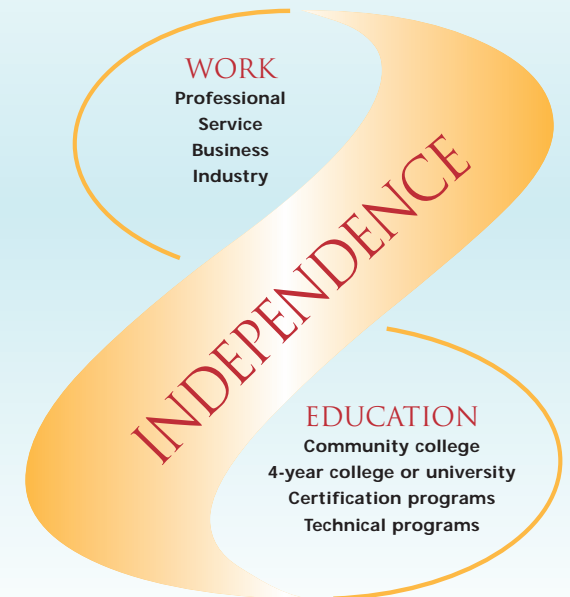 WORK
Professional
Service
Business
Industry
INDEPENDENCE
EDUCATION
Community college
4-year college or university
Certification programs
Technical programs